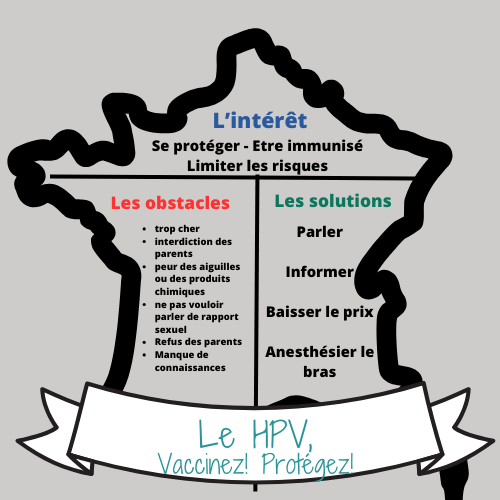 L'intérêt
Se protéger - Etre immunisé
Limiter les risques
Les obstacles
trop cher
interdiction des
parents
peur des aiguilles
ou des produits
chimiques
ne pas vouloir
parler de rapport
sexuel
Refus des parents
Manque de
connaissances
Les solutions
Parler
Informer
Baisser le prix
Anesthésier le
bras
Le HPV,
Vaccinez! Protégez!